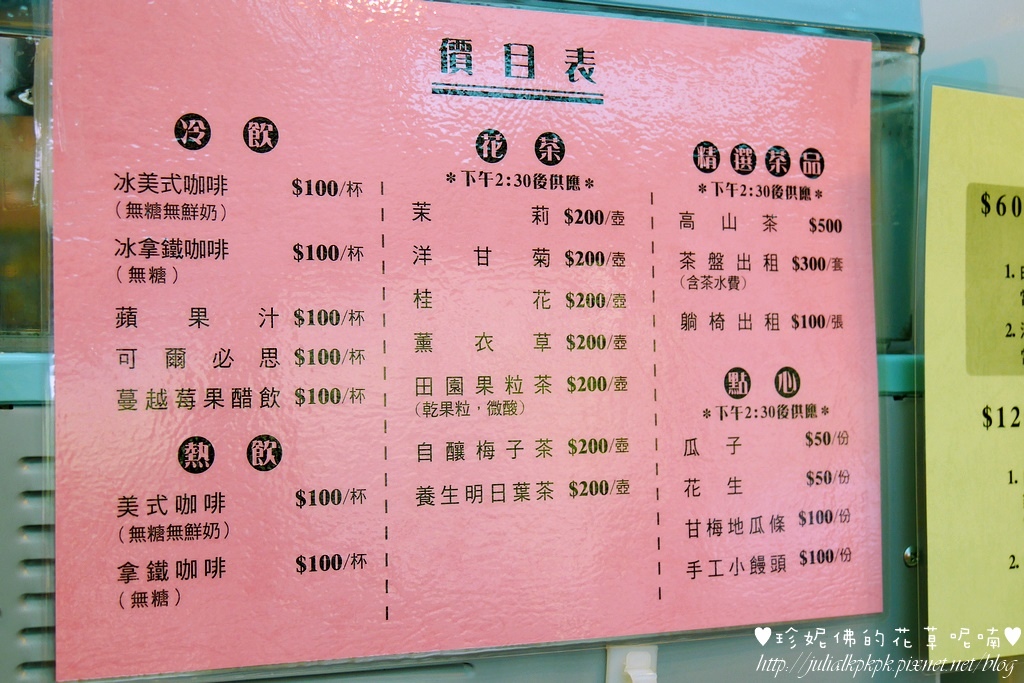 價目表
冷飲
冰美式咖啡 $100/杯
(無糖無鮮奶)
冰拿鐵咖啡 $100/杯
(無糖)
蘋果汁 $100/杯
可爾必思 $100/杯
蔓越莓果醋飲 $100/杯
熱飲
美式咖啡 $100/杯
(無糖無鮮奶)
拿鐵咖啡 $100/杯
(無糖)
花茶
*下午2:30後供應*
茉莉 $200/壺
洋甘菊 $200/壺
桂花 $200/壺
薰衣草 $200/壺
田園果粒茶 $200/壺
(乾果粒,微酸)
自釀梅子茶 $200/壺
養生明日葉茶 $200/壺
精選茶品
*下午2:30後供應*
高山茶 $500
茶盤出租 $300/套
(含茶水費)
躺椅出租 $100/張
點心
*下午2:30後供應*
瓜子 $50/份
花生 $50/份
甘梅地瓜條 $100/份
手工小饅頭 $100/份
$60
1.
2.
$12
1.
2.
♥珍妮佛的花草呢喃♥
http://julialkpkpk.pixnet.net/blog